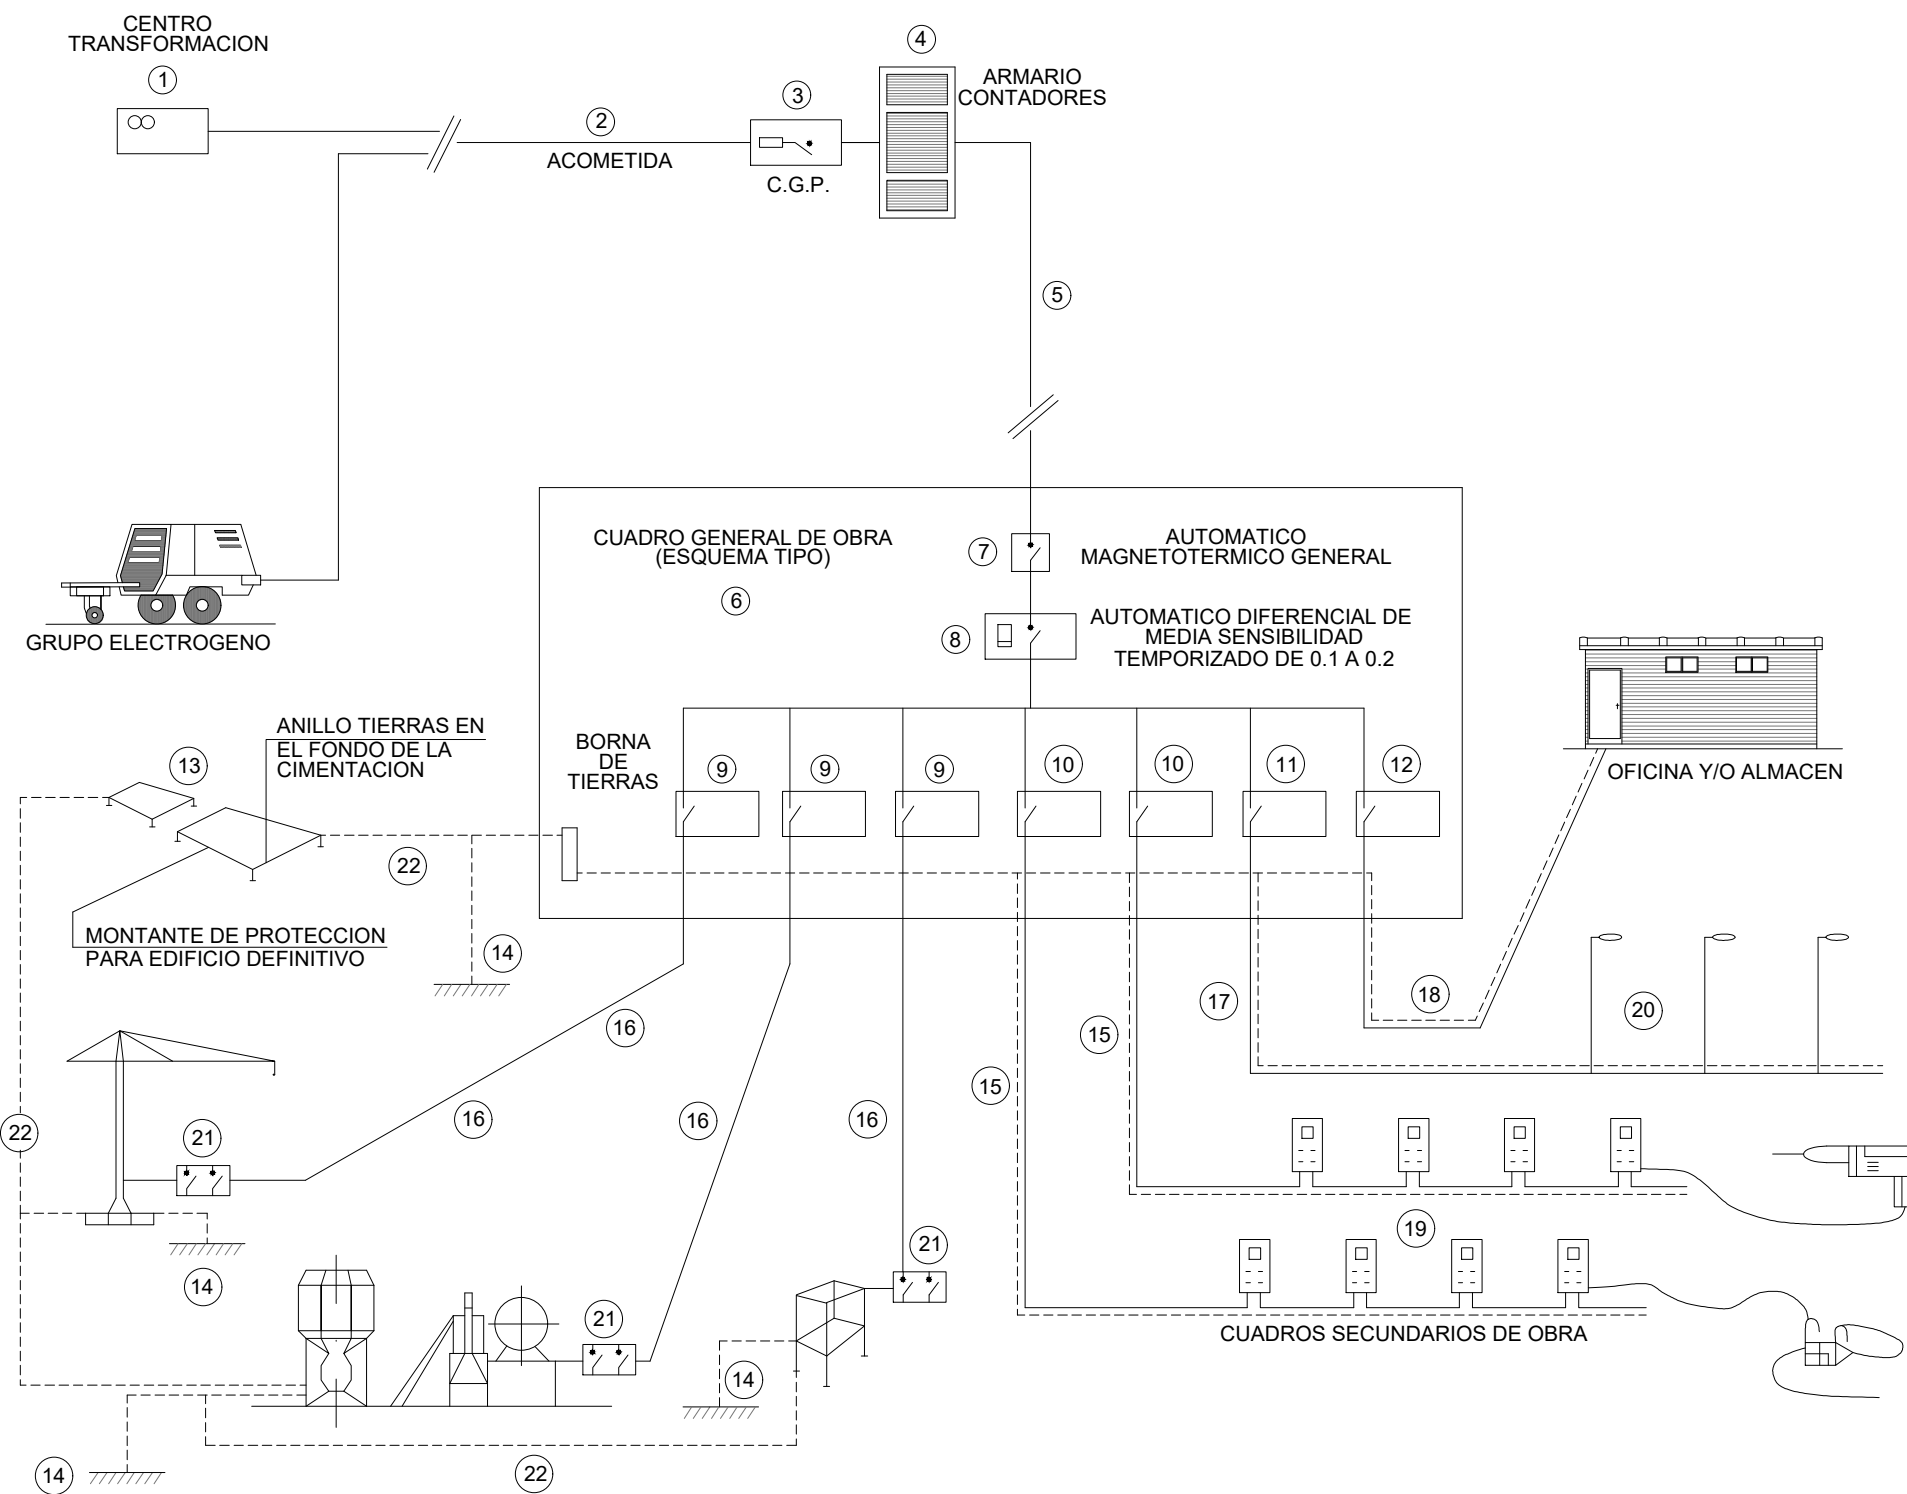 CENTRO
TRANSFORMACION
1
2
ACOMETIDA
3
C.G.P.
4
ARMARIO
CONTADORES
5
GRUPO ELECTROGENO
CUADRO GENERAL DE OBRA
(ESQUEMA TIPO)
6
7
AUTOMATICO
MAGNETOTERMICO GENERAL
8
AUTOMATICO DIFERENCIAL DE
MEDIA SENSIBILIDAD
TEMPORIZADO DE 0.1 A 0.2
BORNA
DE
TIERRAS
9
9
9
10
10
11
12
OFICINA Y/O ALMACEN
ANILLO TIERRAS EN
EL FONDO DE LA
CIMENTACION
13
22
MONTANTE DE PROTECCION
PARA EDIFICIO DEFINITIVO
14
16
15
17
18
20
22
21
16
16
16
15
14
21
21
19
CUADROS SECUNDARIOS DE OBRA
14
14
22